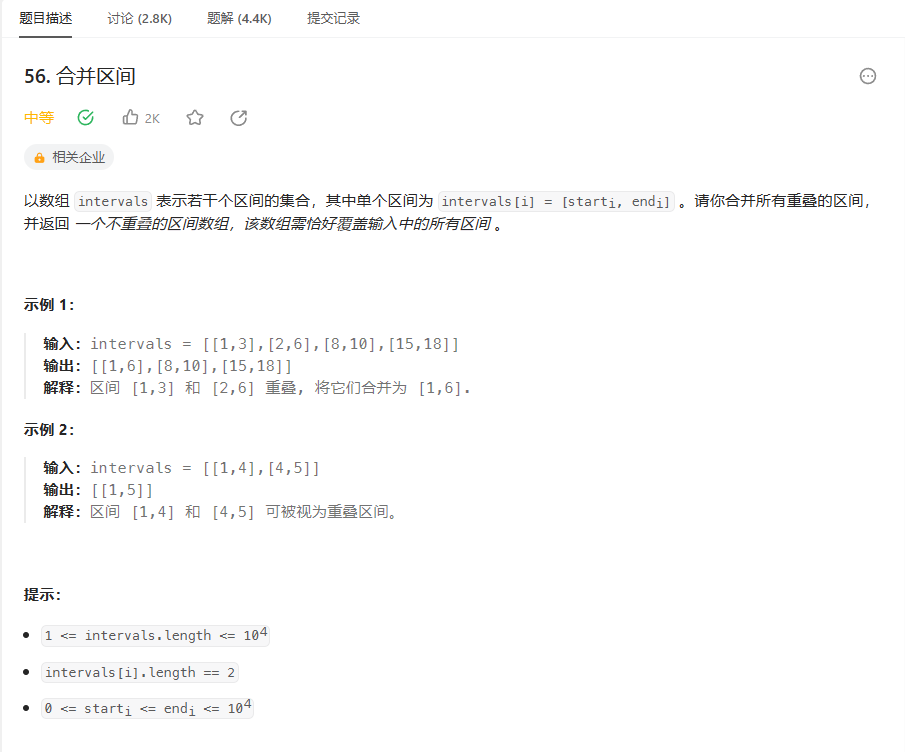 题目描述 讨论 (2.8K) 题解 (4.4K) 提交记录
56. 合并区间
中等 2K
相关企业
以数组 intervals 表示若干个区间的集合，其中单个区间为 intervals[i] = [starti, endi] 。请你合并所有重叠的区间，
并返回 一个不重叠的区间数组，该数组需恰好覆盖输入中的所有区间 。
示例 1：
输入：intervals = [[1,3],[2,6],[8,10],[15,18]]
输出：[[1,6],[8,10],[15,18]]
解释：区间 [1,3] 和 [2,6] 重叠, 将它们合并为 [1,6].
示例 2：
输入：intervals = [[1,4],[4,5]]
输出：[[1,5]]
解释：区间 [1,4] 和 [4,5] 可被视为重叠区间。
提示：
1 <= intervals.length <= 10⁴
intervals[i].length == 2
0 <= starti <= endi <= 10⁴